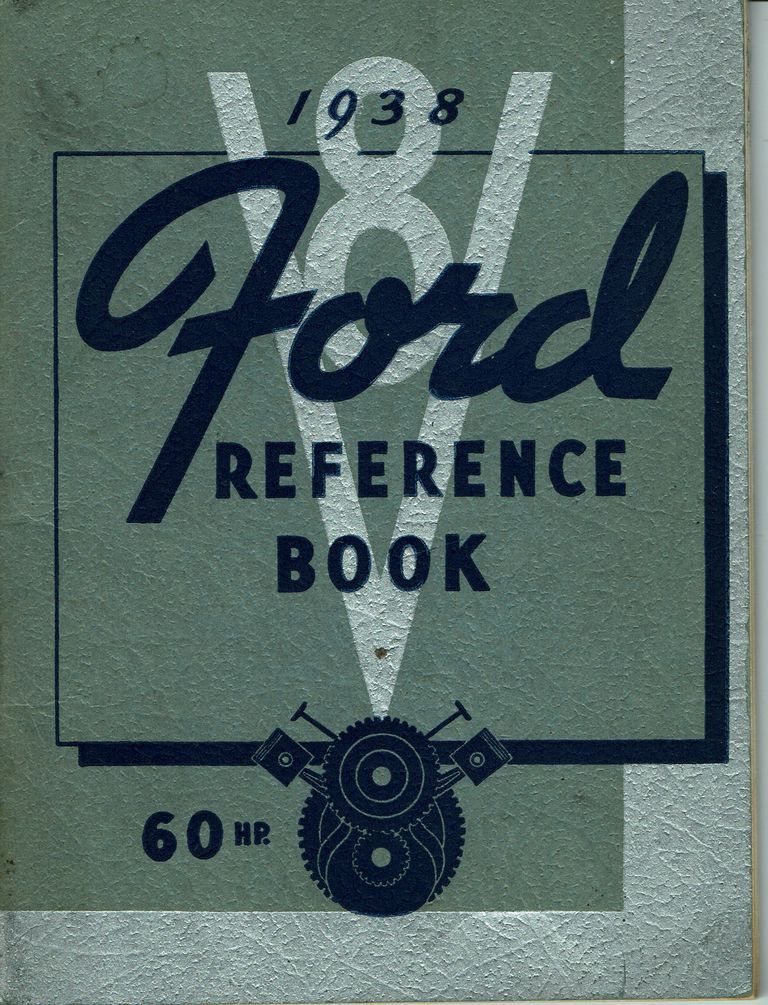 V8
1938
Ford
REFERENCE
BOOK
60 HP.